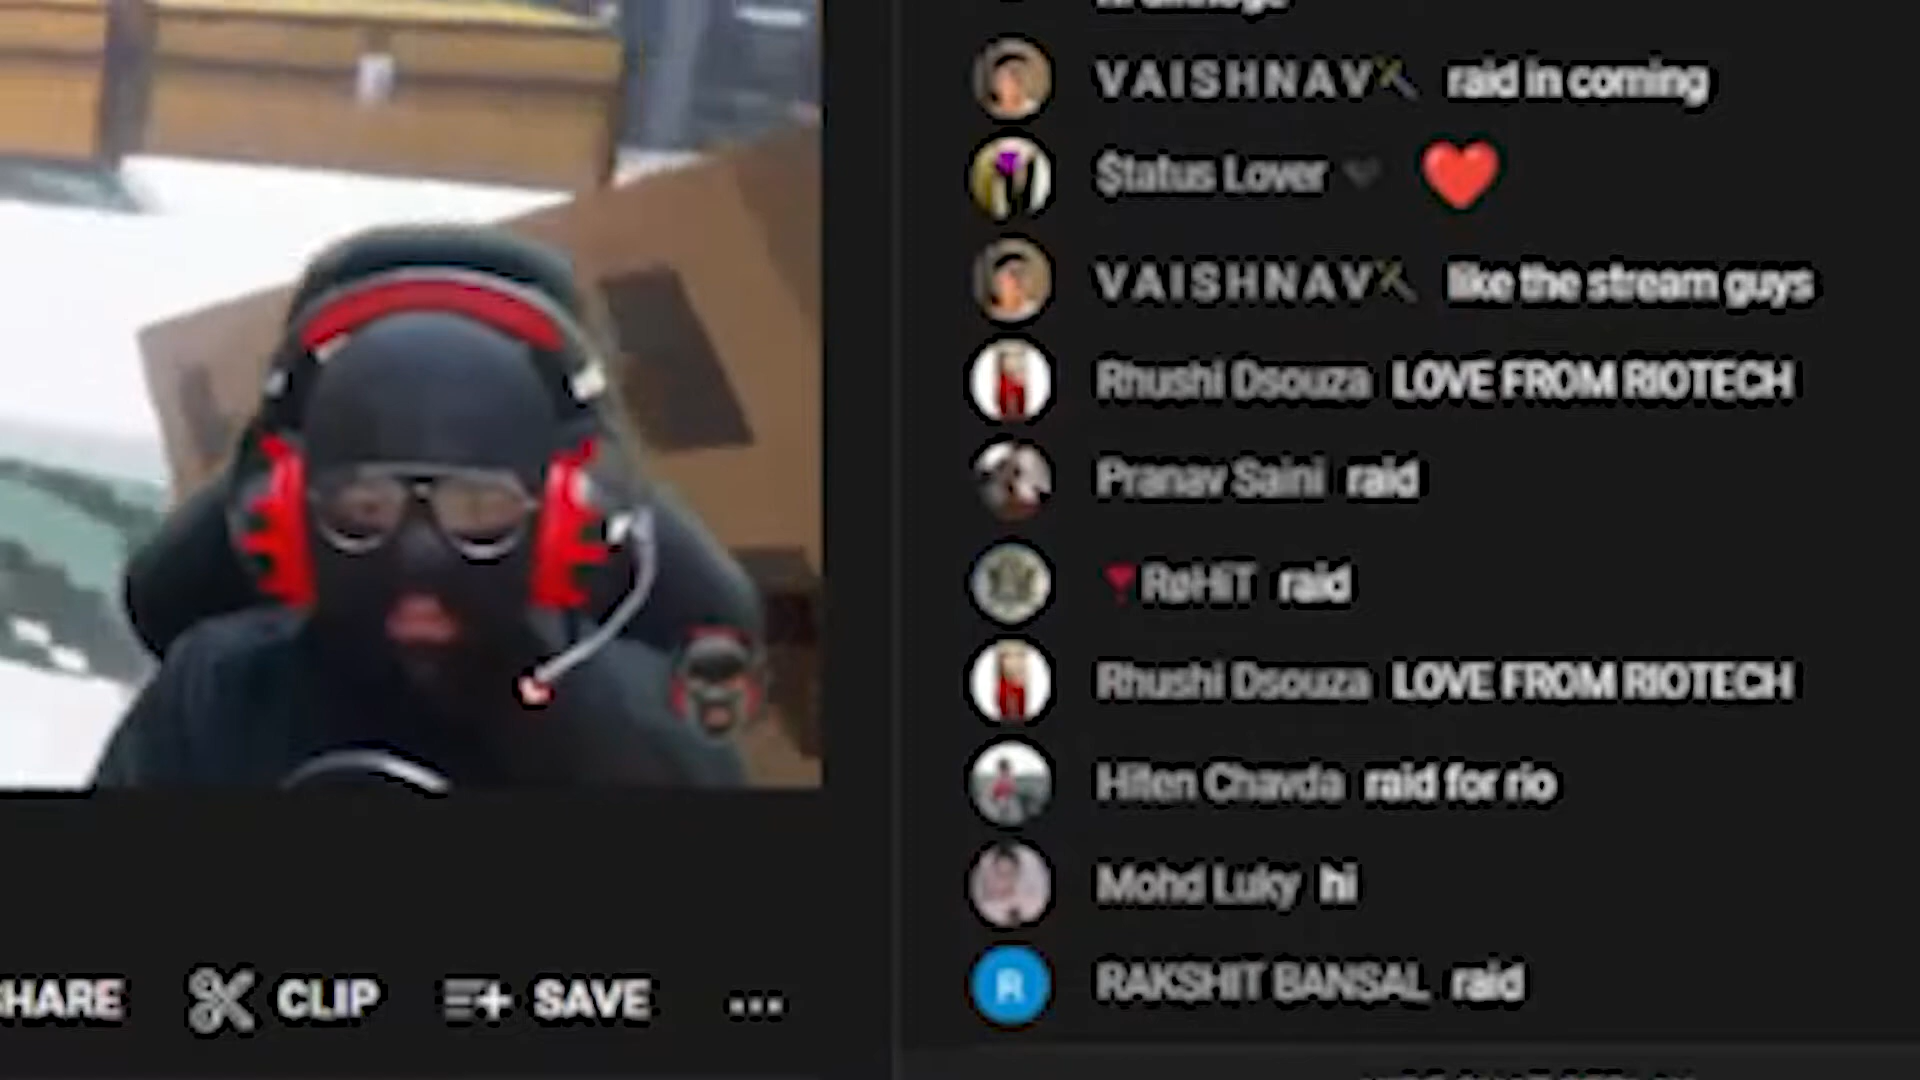 VAISHNAV raid in coming
$tatus Lover 🖤 ❤️
VAISHNAV like the stream guys
Rhushi Dsouza LOVE FROM RIOTECH
Pranav Saini raid
RøHiT raid
Rhushi Dsouza LOVE FROM RIOTECH
Hiten Chavda raid for rio
Mohd Luky hi
RAKSHIT BANSAL raid
R
SHARE CLIP SAVE ...